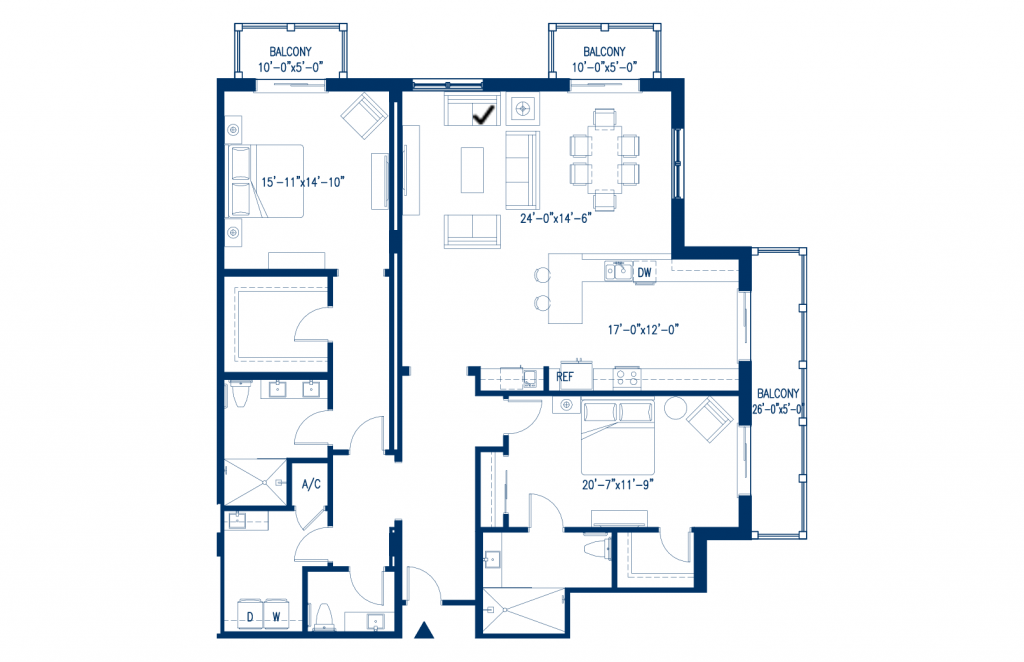 BALCONY
10'-0"x5'-0"
BALCONY
10'-0"x5'-0"
15'-11"x14'-10"
24'-0"x14'-6"
DW
17'-0"x12'-0"
REF
BALCONY
26'-0"x5'-0"
A/C
20'-7"x11'-9"
D
W